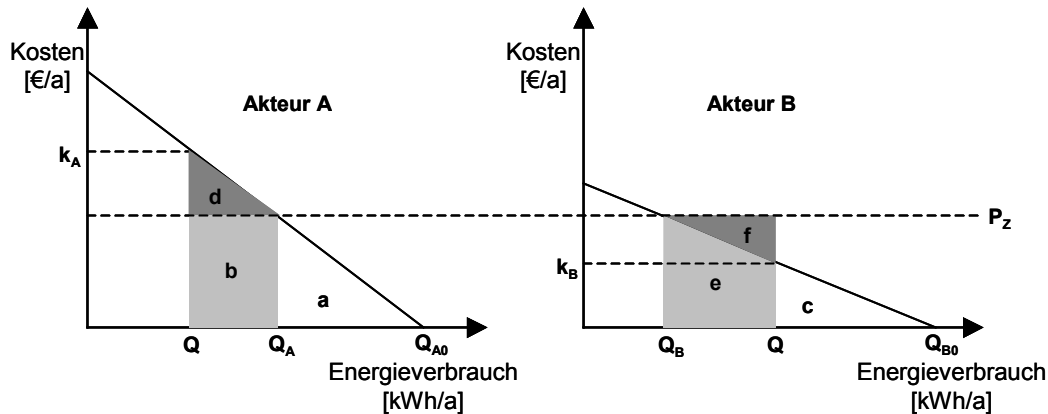 Kosten
[€/a]
Akteur A
k_A
d
b
a
Q
Q_A
Q_A0
Energieverbrauch
[kWh/a]
Kosten
[€/a]
Akteur B
P_Z
k_B
f
e
c
Q_B
Q
Q_B0
Energieverbrauch
[kWh/a]